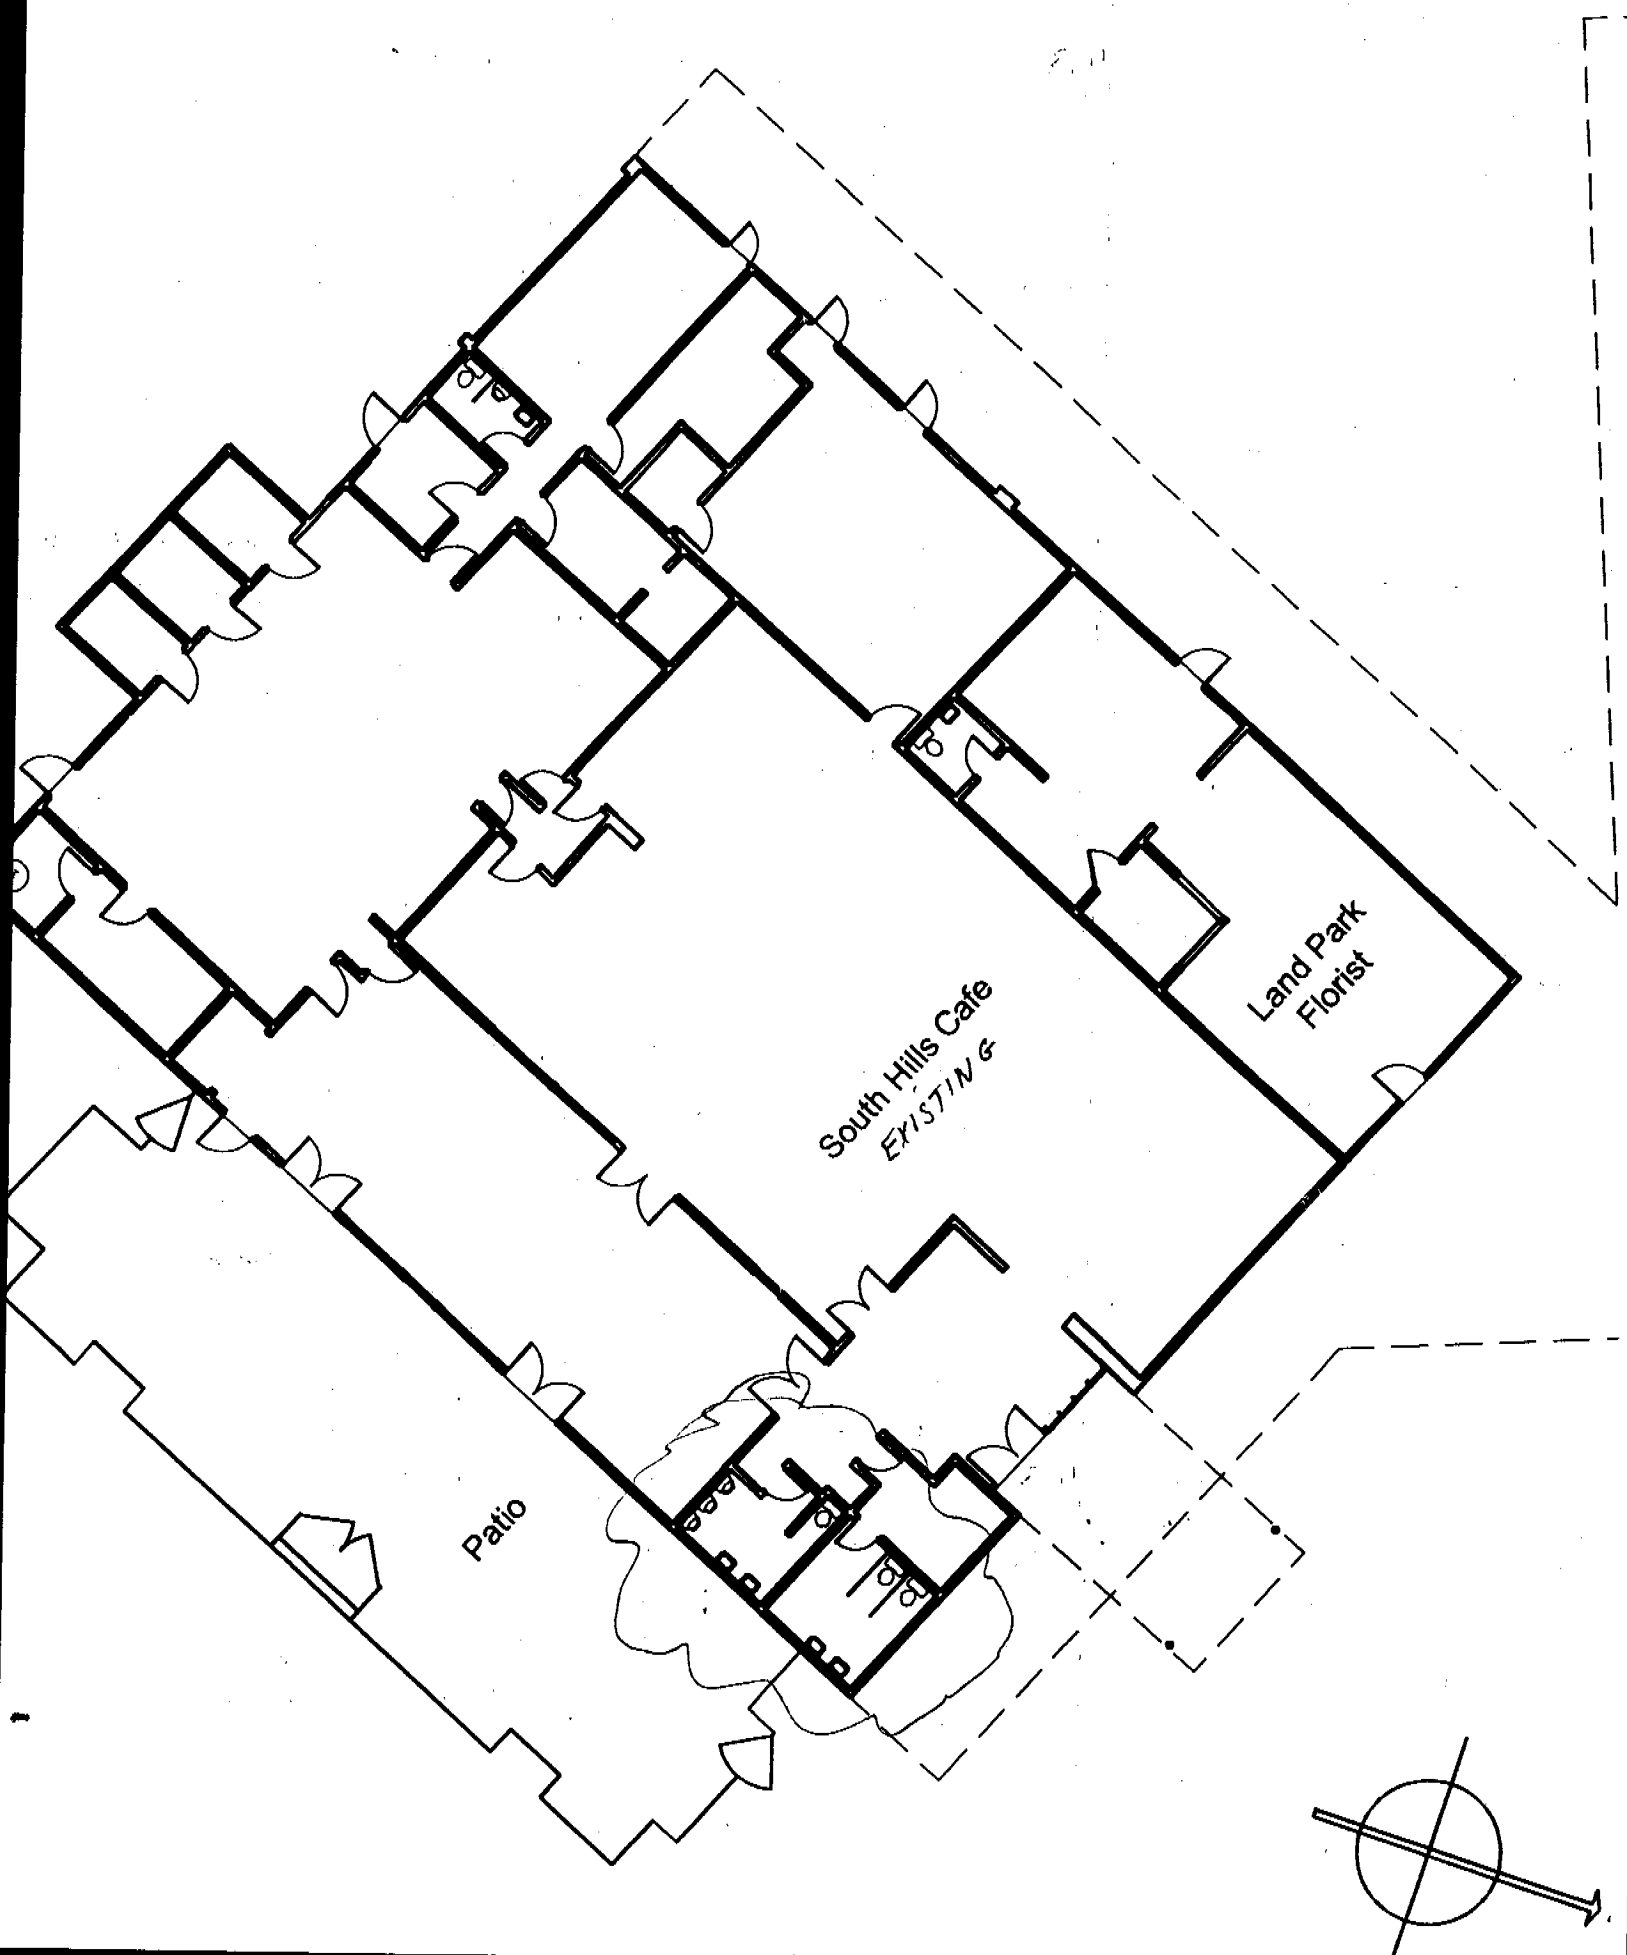 Land Park
Florist
South Hills Cafe
EXISTING
Patio